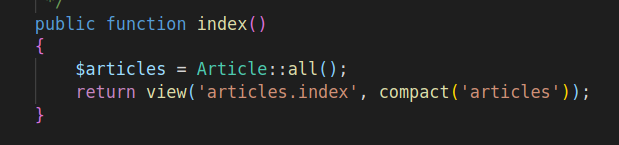 */
public function index()
{
    $articles = Article::all();
    return view('articles.index', compact('articles'));
}